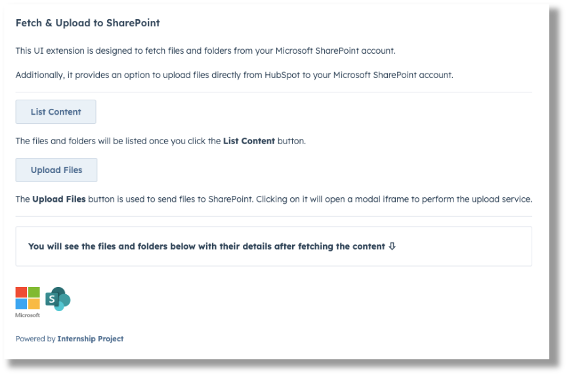 Fetch & Upload to SharePoint
This UI extension is designed to fetch files and folders from your Microsoft SharePoint account.
Additionally, it provides an option to upload files directly from HubSpot to your Microsoft SharePoint account.
List Content
The files and folders will be listed once you click the List Content button.
Upload Files
The Upload Files button is used to send files to SharePoint. Clicking on it will open a modal iframe to perform the upload service.
You will see the files and folders below with their details after fetching the content ⇩
S
Microsoft
Powered by Internship Project